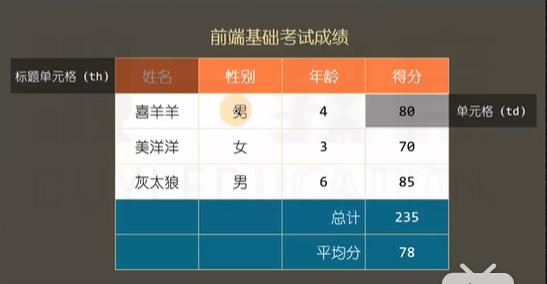 前端基础考试成绩
标题单元格 (th)
姓名 性别 年龄 得分
喜羊羊 男 4 80
单元格 (td)
美洋洋 女 3 70
灰太狼 男 6 85
总计 235
平均分 78